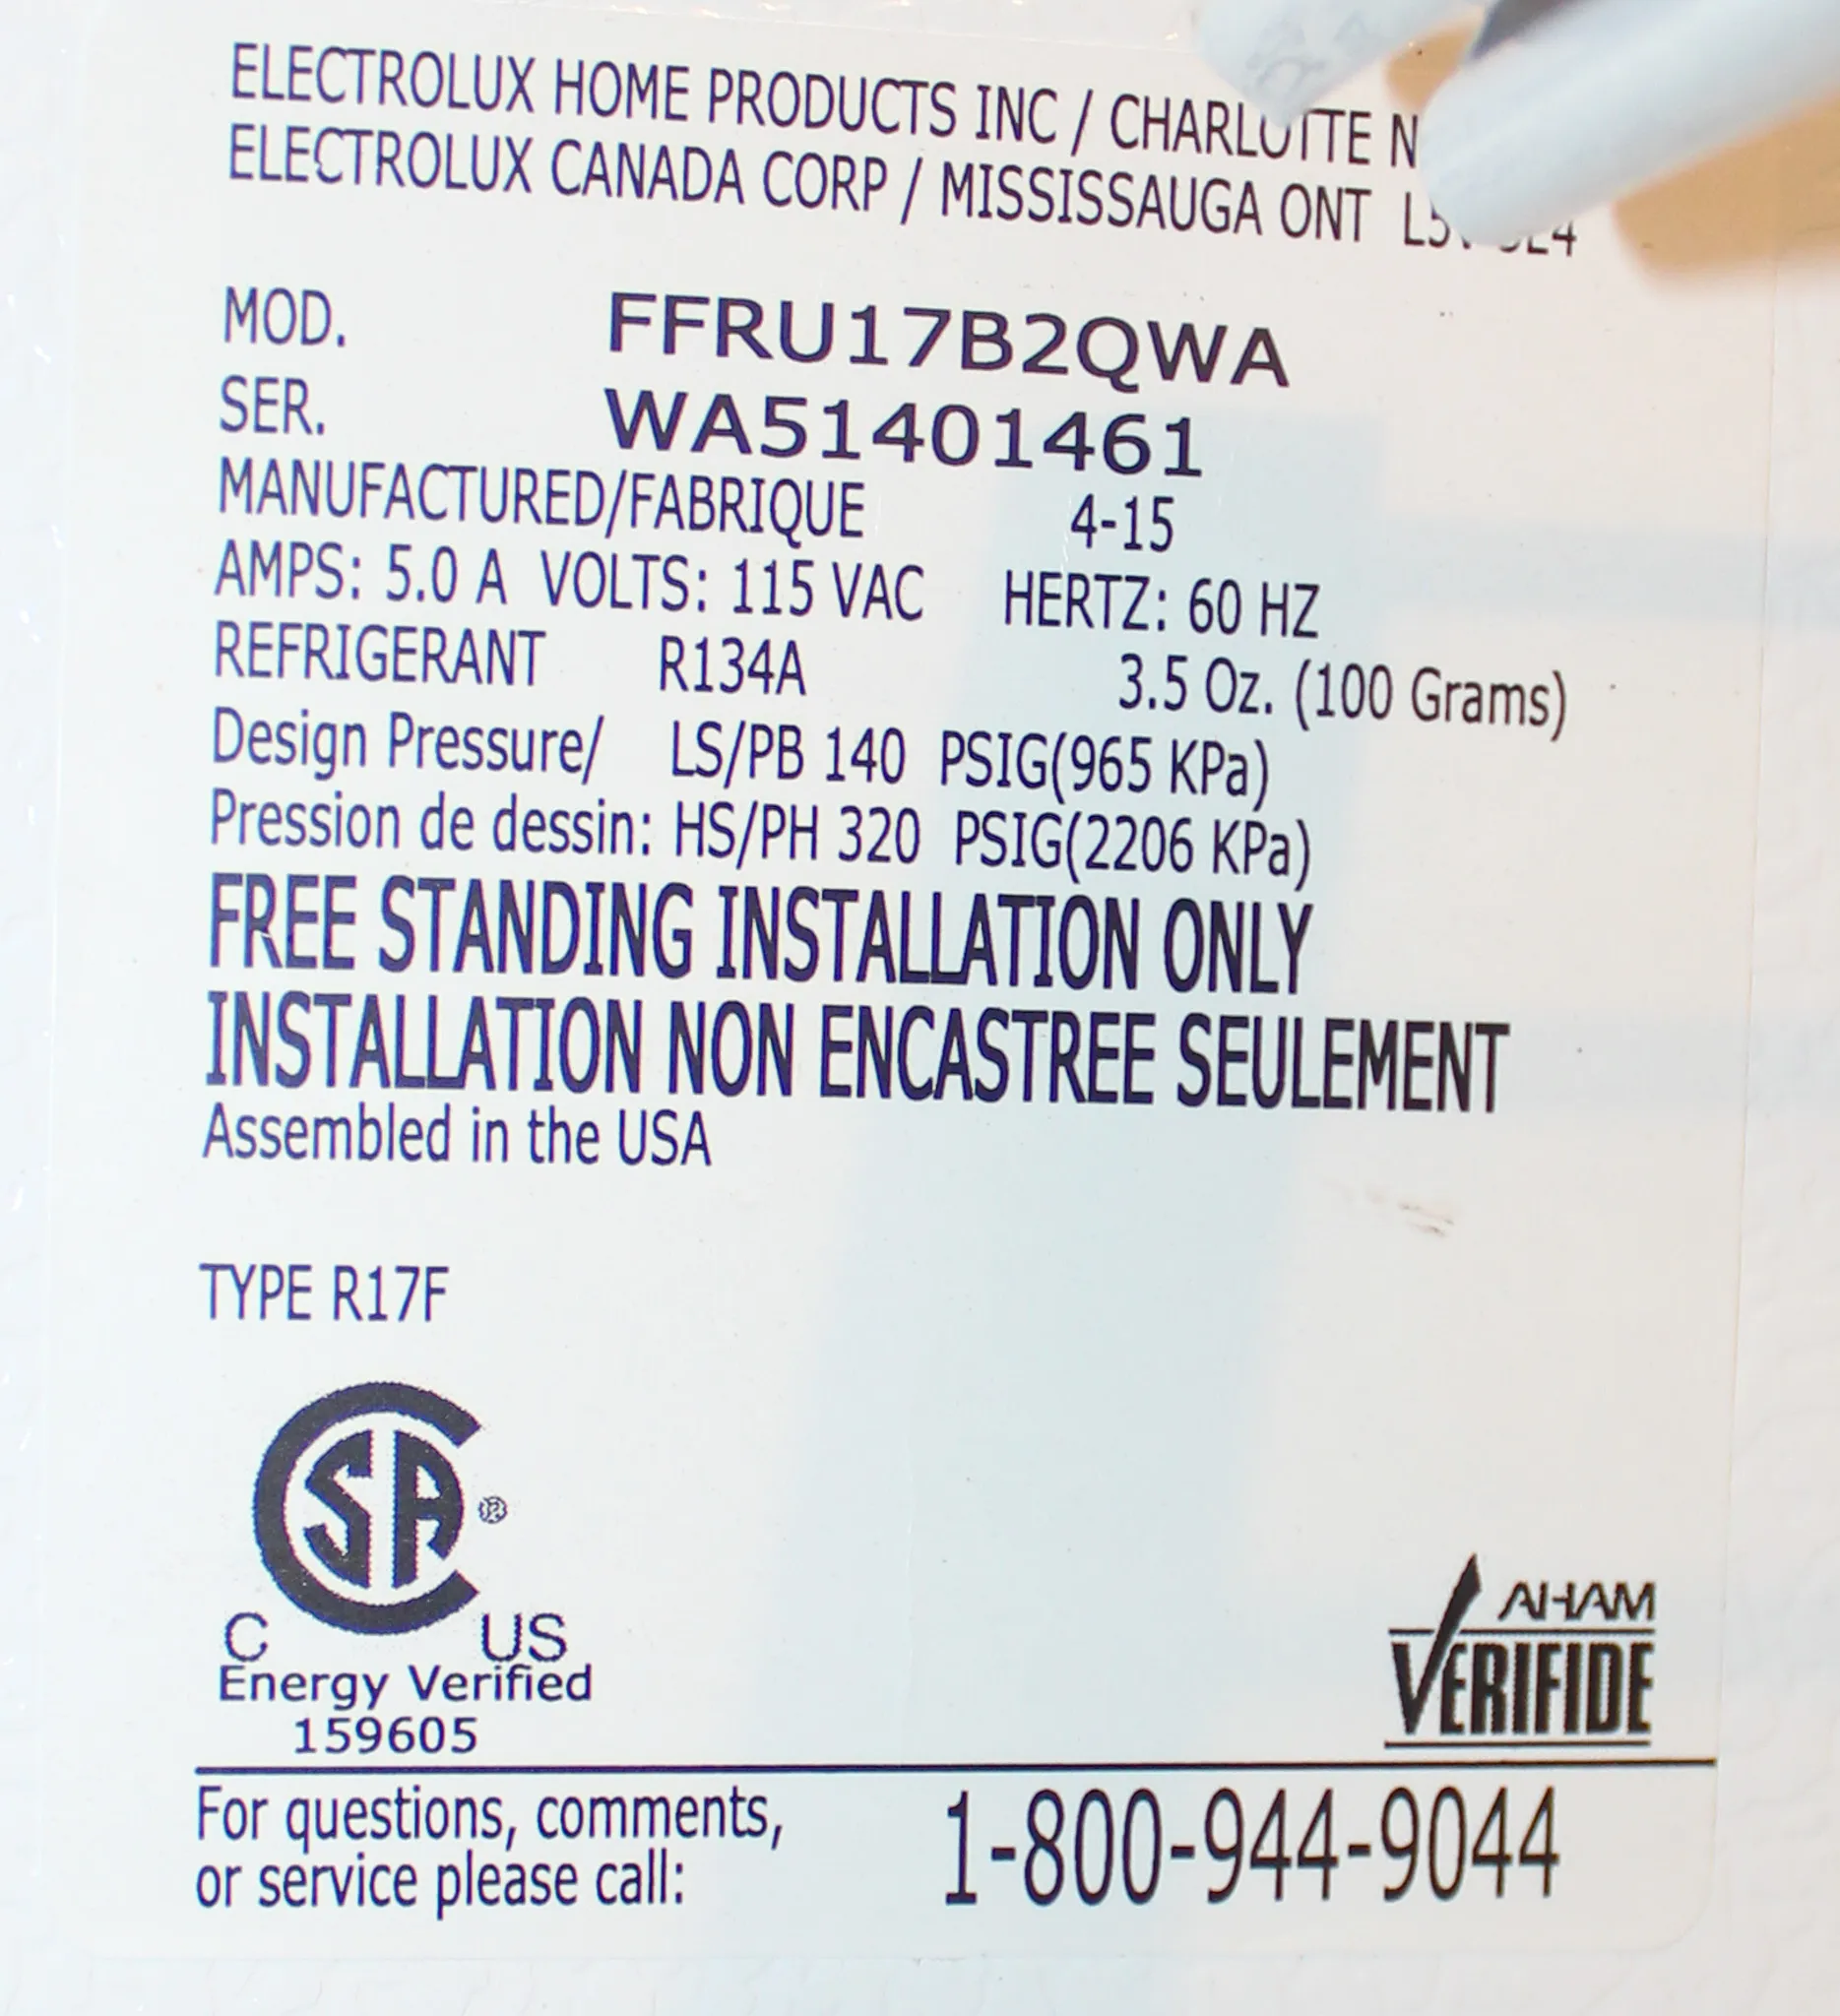 ELECTROLUX HOME PRODUCTS INC / CHARLOTTE N
ELECTROLUX CANADA CORP / MISSISSAUGA ONT
MOD. FFRU17B2QWA
SER. WA51401461
MANUFACTURED/FABRIQUE 4-15
AMPS: 5.0 A VOLTS: 115 VAC HERTZ: 60 HZ
REFRIGERANT R134A 3.5 Oz. (100 Grams)
Design Pressure/ LS/PB 140 PSIG(965 KPa)
Pression de dessin: HS/PH 320 PSIG(2206 KPa)
FREE STANDING INSTALLATION ONLY
INSTALLATION NON ENCASTREE SEULEMENT
Assembled in the USA
TYPE R17F
CSA ®
C US
Energy Verified
159605
AHAM
VERIFIDE
For questions, comments,
or service please call:
1-800-944-9044